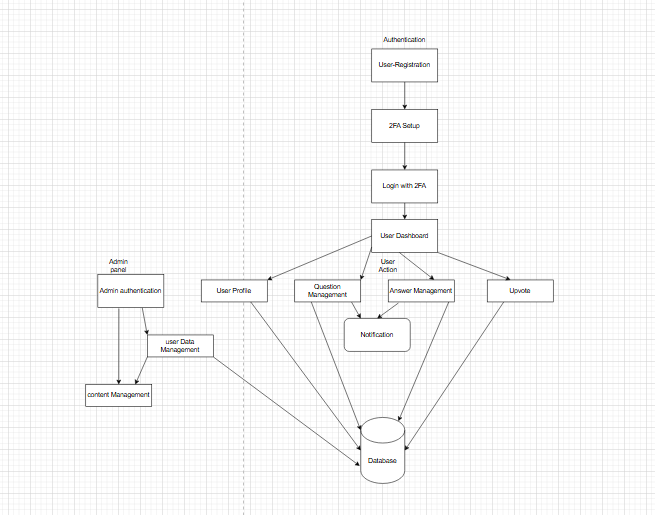 Authentication
User-Registration
2FA Setup
Login with 2FA
User Dashboard
Admin
panel
User
Action
Admin authentication
User Profile
Question
Management
Answer Management
Upvote
Notification
user Data
Management
content Management
Database